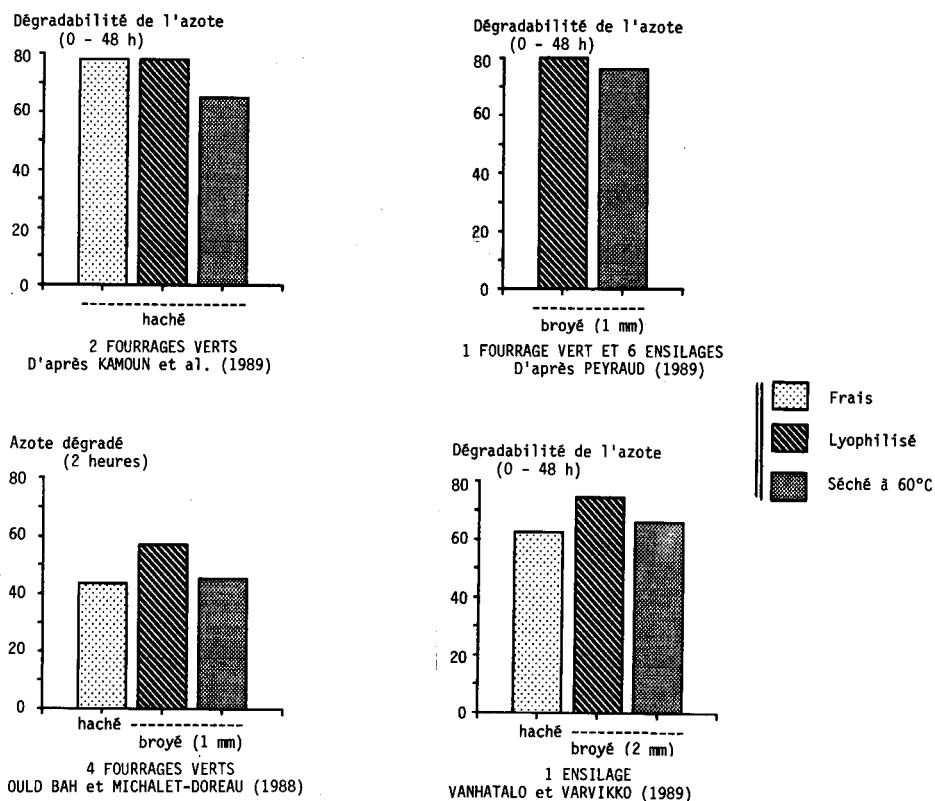 Dégradabilité de l'azote
(0 - 48 h)
80
60
40
20
0
haché
2 FOURRAGES VERTS
D'après KAMOUN et al. (1989)
Dégradabilité de l'azote
(0 - 48 h)
80
60
40
20
0
broyé (1 mm)
1 FOURRAGE VERT ET 6 ENSILAGES
D'après PEYRAUD (1989)
Frais
Lyophilisé
Séché à 60°C
Azote dégradé
(2 heures)
80
60
40
20
0
haché
broyé (1 mm)
4 FOURRAGES VERTS
OULD BAH et MICHALET-DOREAU (1988)
Dégradabilité de l'azote
(0 - 48 h)
80
60
40
20
0
haché
broyé (2 mm)
1 ENSILAGE
VANHATALO et VARVIKKO (1989)